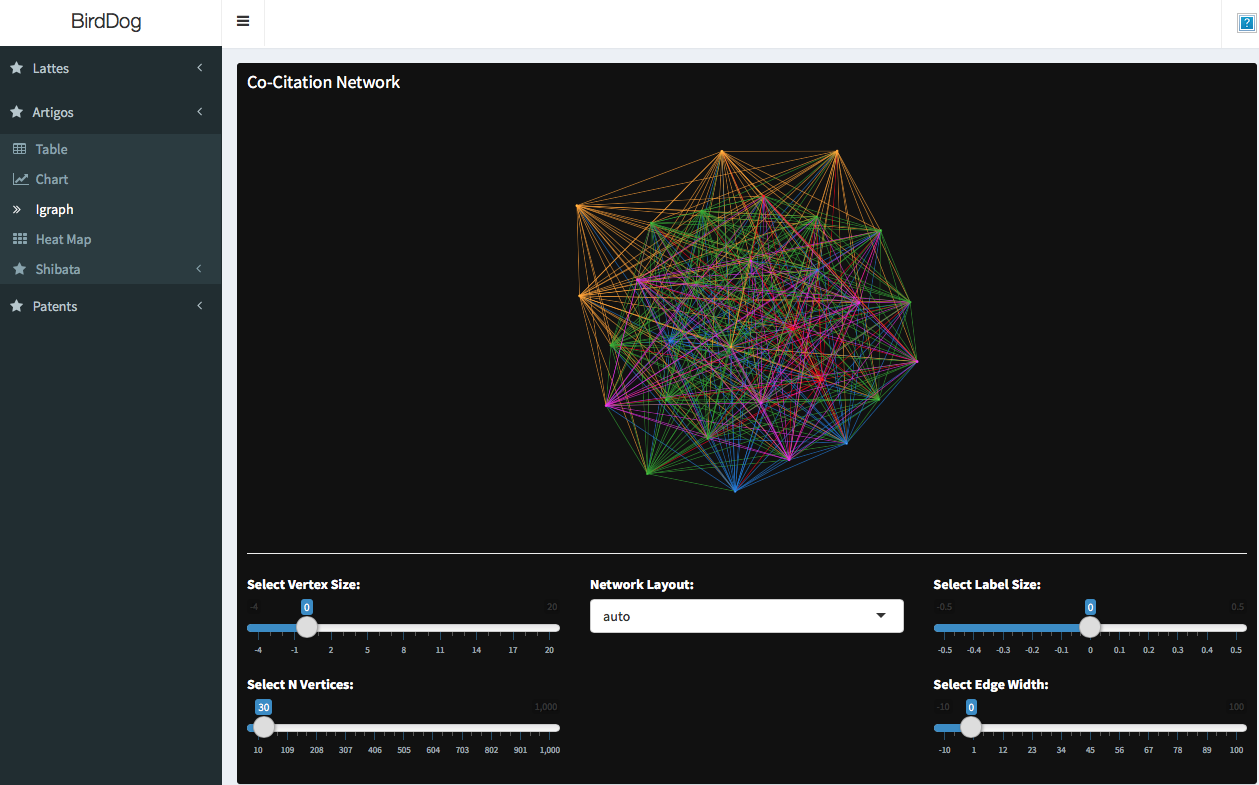 BirdDog
?
Lattes
Artigos
Table
Chart
Igraph
Heat Map
Shibata
Patents
Co-Citation Network
Select Vertex Size:
-4 0 20
-4 -1 2 5 8 11 14 17 20
Network Layout:
auto
Select Label Size:
-0.5 0 0.5
-0.5 -0.4 -0.3 -0.2 -0.1 0 0.1 0.2 0.3 0.4 0.5
Select N Vertices:
30 1,000
10 109 208 307 406 505 604 703 802 901 1,000
Select Edge Width:
-10 0 100
-10 1 12 23 34 45 56 67 78 89 100